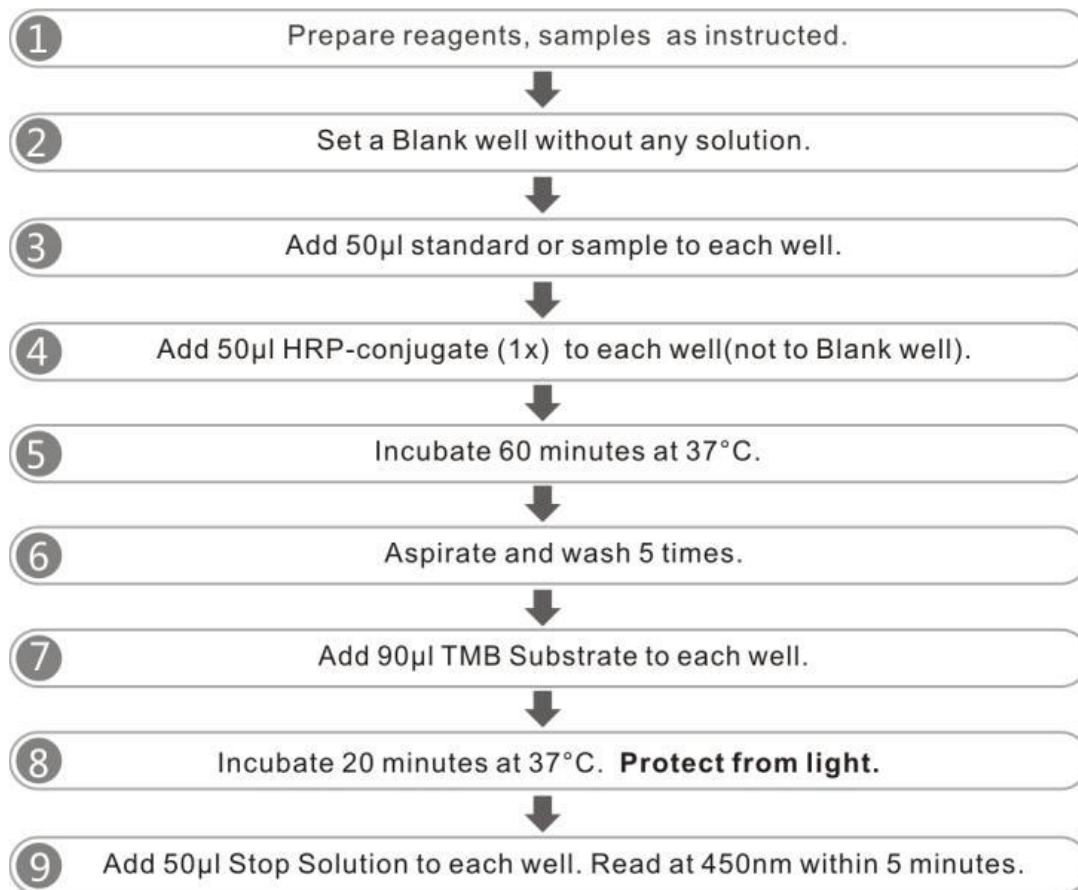 1 Prepare reagents, samples as instructed.
2 Set a Blank well without any solution.
3 Add 50μl standard or sample to each well.
4 Add 50μl HRP-conjugate (1x) to each well(not to Blank well).
5 Incubate 60 minutes at 37°C.
6 Aspirate and wash 5 times.
7 Add 90μl TMB Substrate to each well.
8 Incubate 20 minutes at 37°C. Protect from light.
9 Add 50μl Stop Solution to each well. Read at 450nm within 5 minutes.